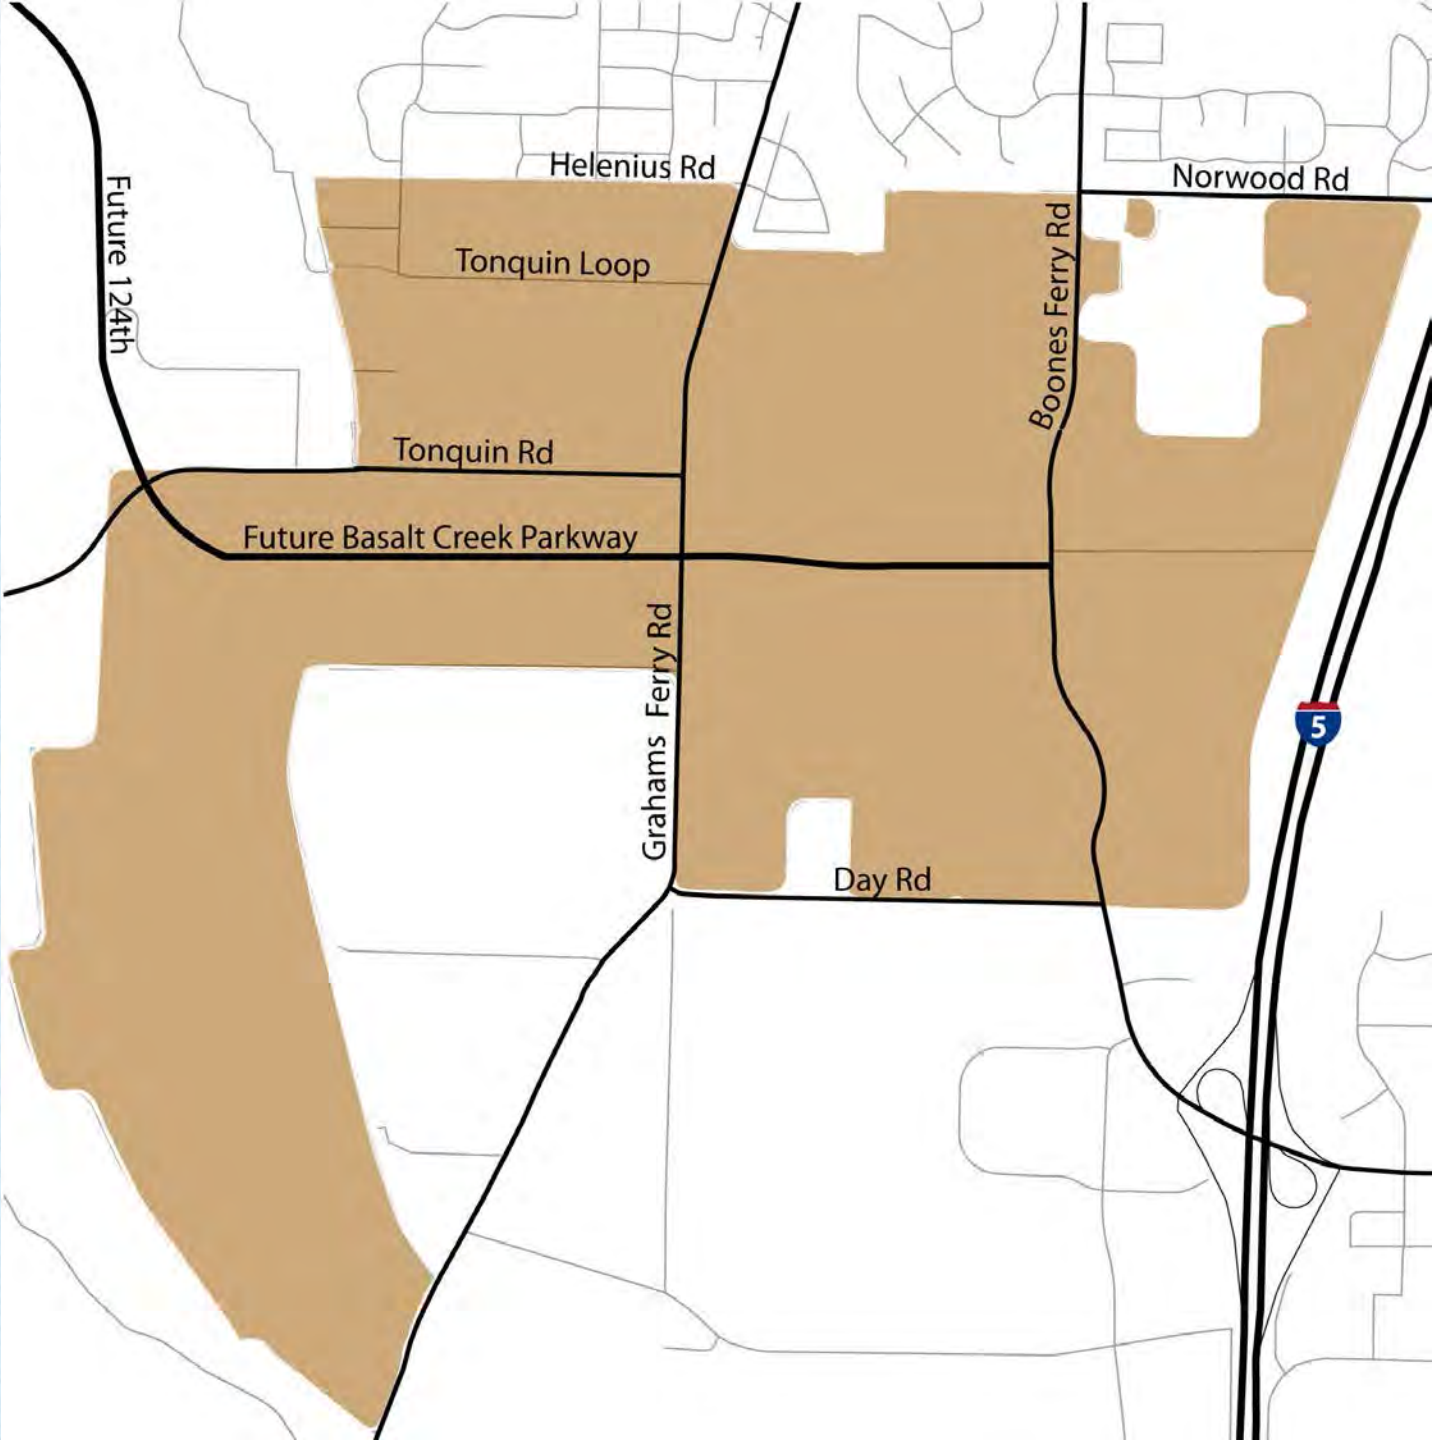 Helenius Rd
Norwood Rd
Future 124th
Tonquin Loop
Boones Ferry Rd
Tonquin Rd
Future Basalt Creek Parkway
Grahams Ferry Rd
5
Day Rd